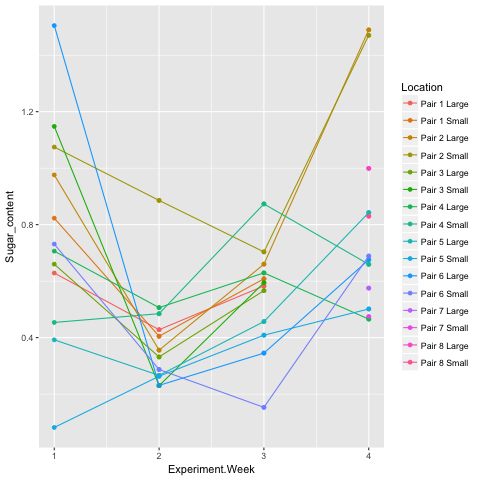 Sugar_content
1.2
0.8
0.4
1
2
3
4
Experiment.Week
Location
Pair 1 Large
Pair 1 Small
Pair 2 Large
Pair 2 Small
Pair 3 Large
Pair 3 Small
Pair 4 Large
Pair 4 Small
Pair 5 Large
Pair 5 Small
Pair 6 Large
Pair 6 Small
Pair 7 Large
Pair 7 Small
Pair 8 Large
Pair 8 Small